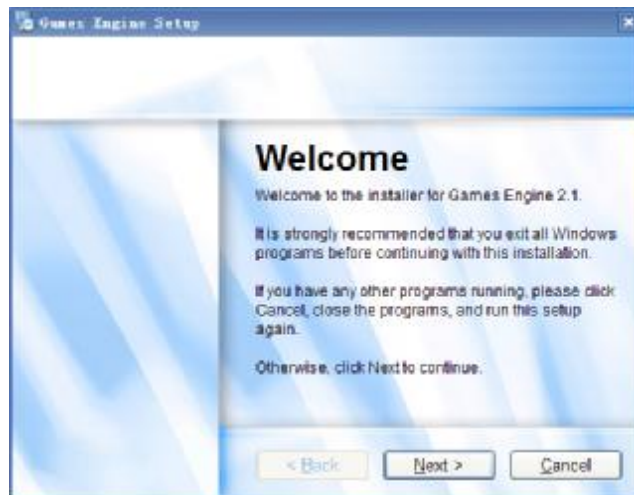 Games Engine Setup
Welcome
Welcome to the installer for Games Engine 2.1.
It is strongly recommended that you exit all Windows
programs before continuing with this installation.
If you have any other programs running, please click
Cancel, close the programs, and run this setup
again.
Otherwise, click Next to continue.
< Back
Next >
Cancel